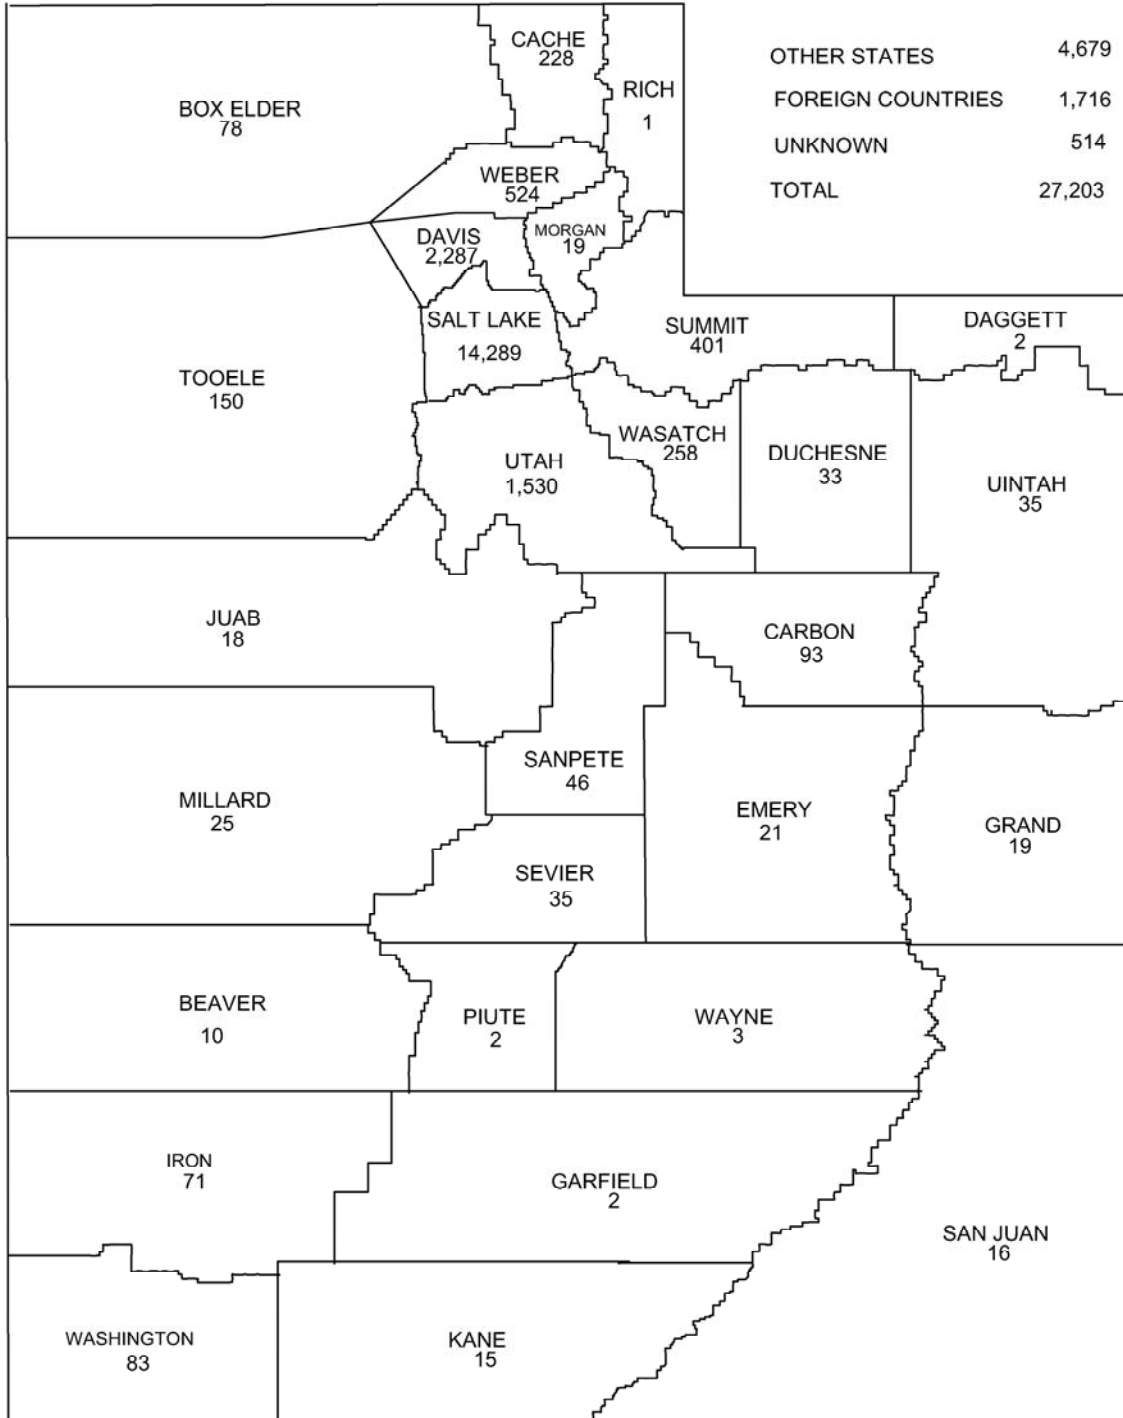 CACHE
228
OTHER STATES 4,679
RICH
1
FOREIGN COUNTRIES 1,716
BOX ELDER
78
UNKNOWN 514
WEBER
524
TOTAL 27,203
DAVIS
2,287
MORGAN
19
SALT LAKE
14,289
SUMMIT
401
DAGGETT
2
TOOELE
150
WASATCH
258
DUCHESNE
33
UTAH
1,530
UINTAH
35
JUAB
18
CARBON
93
SANPETE
46
MILLARD
25
EMERY
21
GRAND
19
SEVIER
35
BEAVER
10
PIUTE
2
WAYNE
3
IRON
71
GARFIELD
2
SAN JUAN
16
WASHINGTON
83
KANE
15